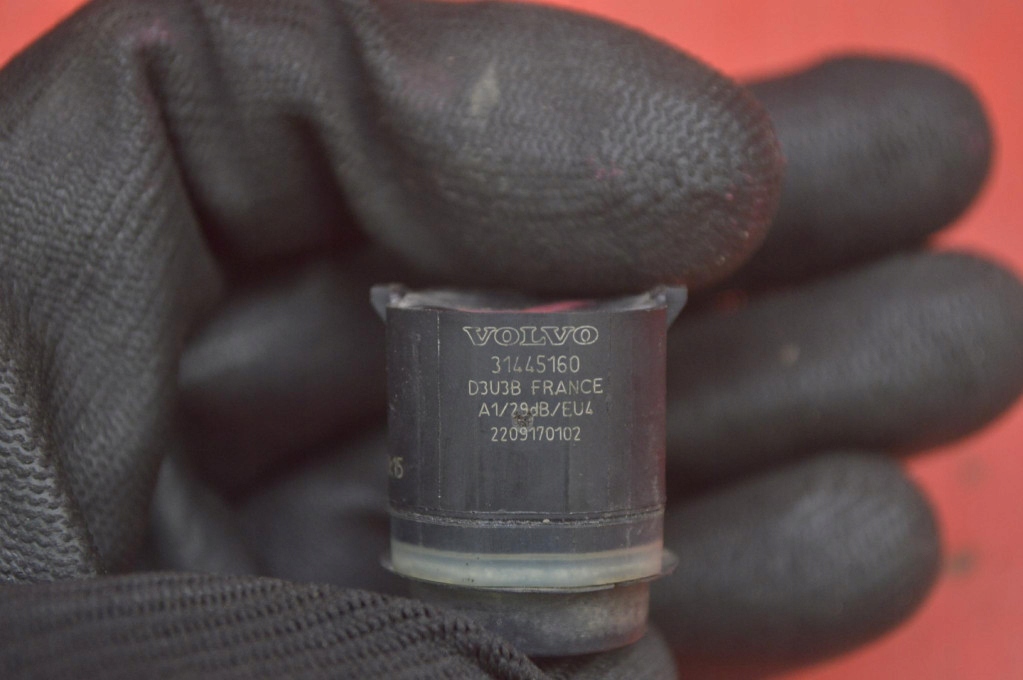 VOLVO
31445160
D3U3B FRANCE
A1/79dB/EU4
2209170102